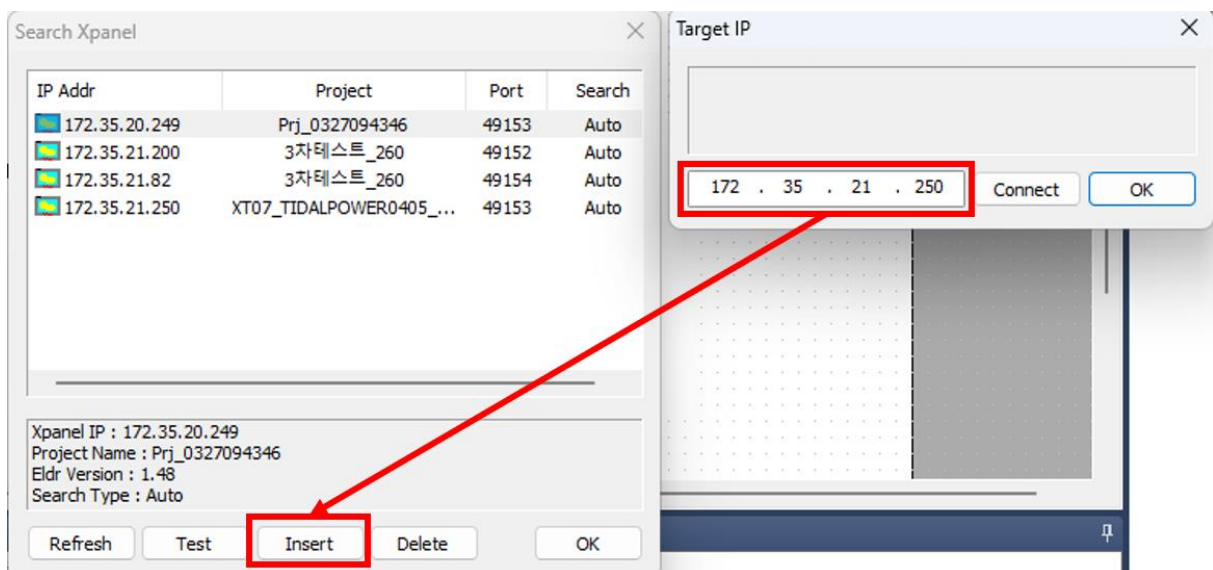 Search Xpanel
IP Addr Project Port Search
172.35.20.249 Prj_0327094346 49153 Auto
172.35.21.200 3차테스트_260 49152 Auto
172.35.21.82 3차테스트_260 49154 Auto
172.35.21.250 XT07_TIDALPOWER0405_... 49153 Auto
Xpanel IP : 172.35.20.249
Project Name : Prj_0327094346
Eldr Version : 1.48
Search Type : Auto
Refresh Test Insert Delete OK
Target IP
172 . 35 . 21 . 250 Connect OK